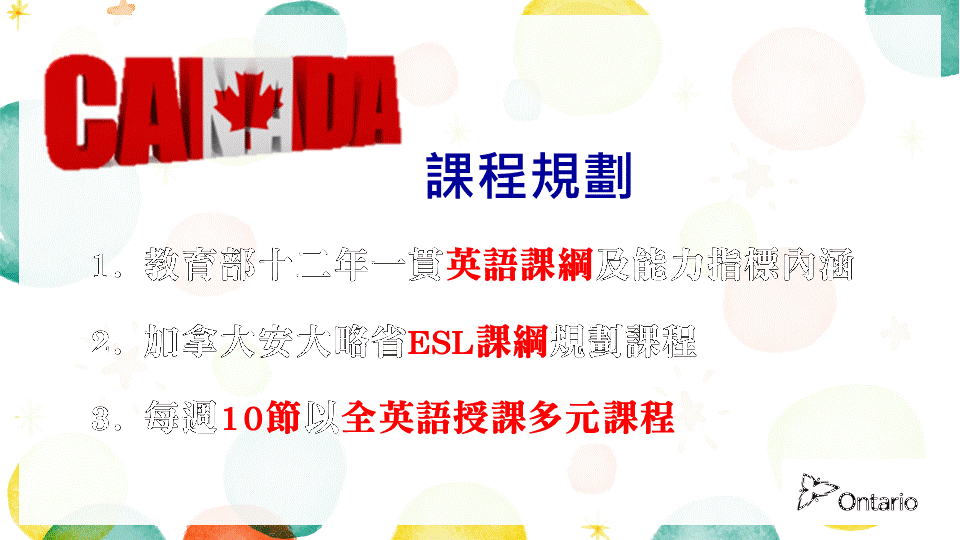 CANADA
課程規劃
1. 教育部十二年一貫英語課綱及能力指標內涵
2. 加拿大安大略省ESL課綱規劃課程
3. 每週10節以全英語授課多元課程
Ontario